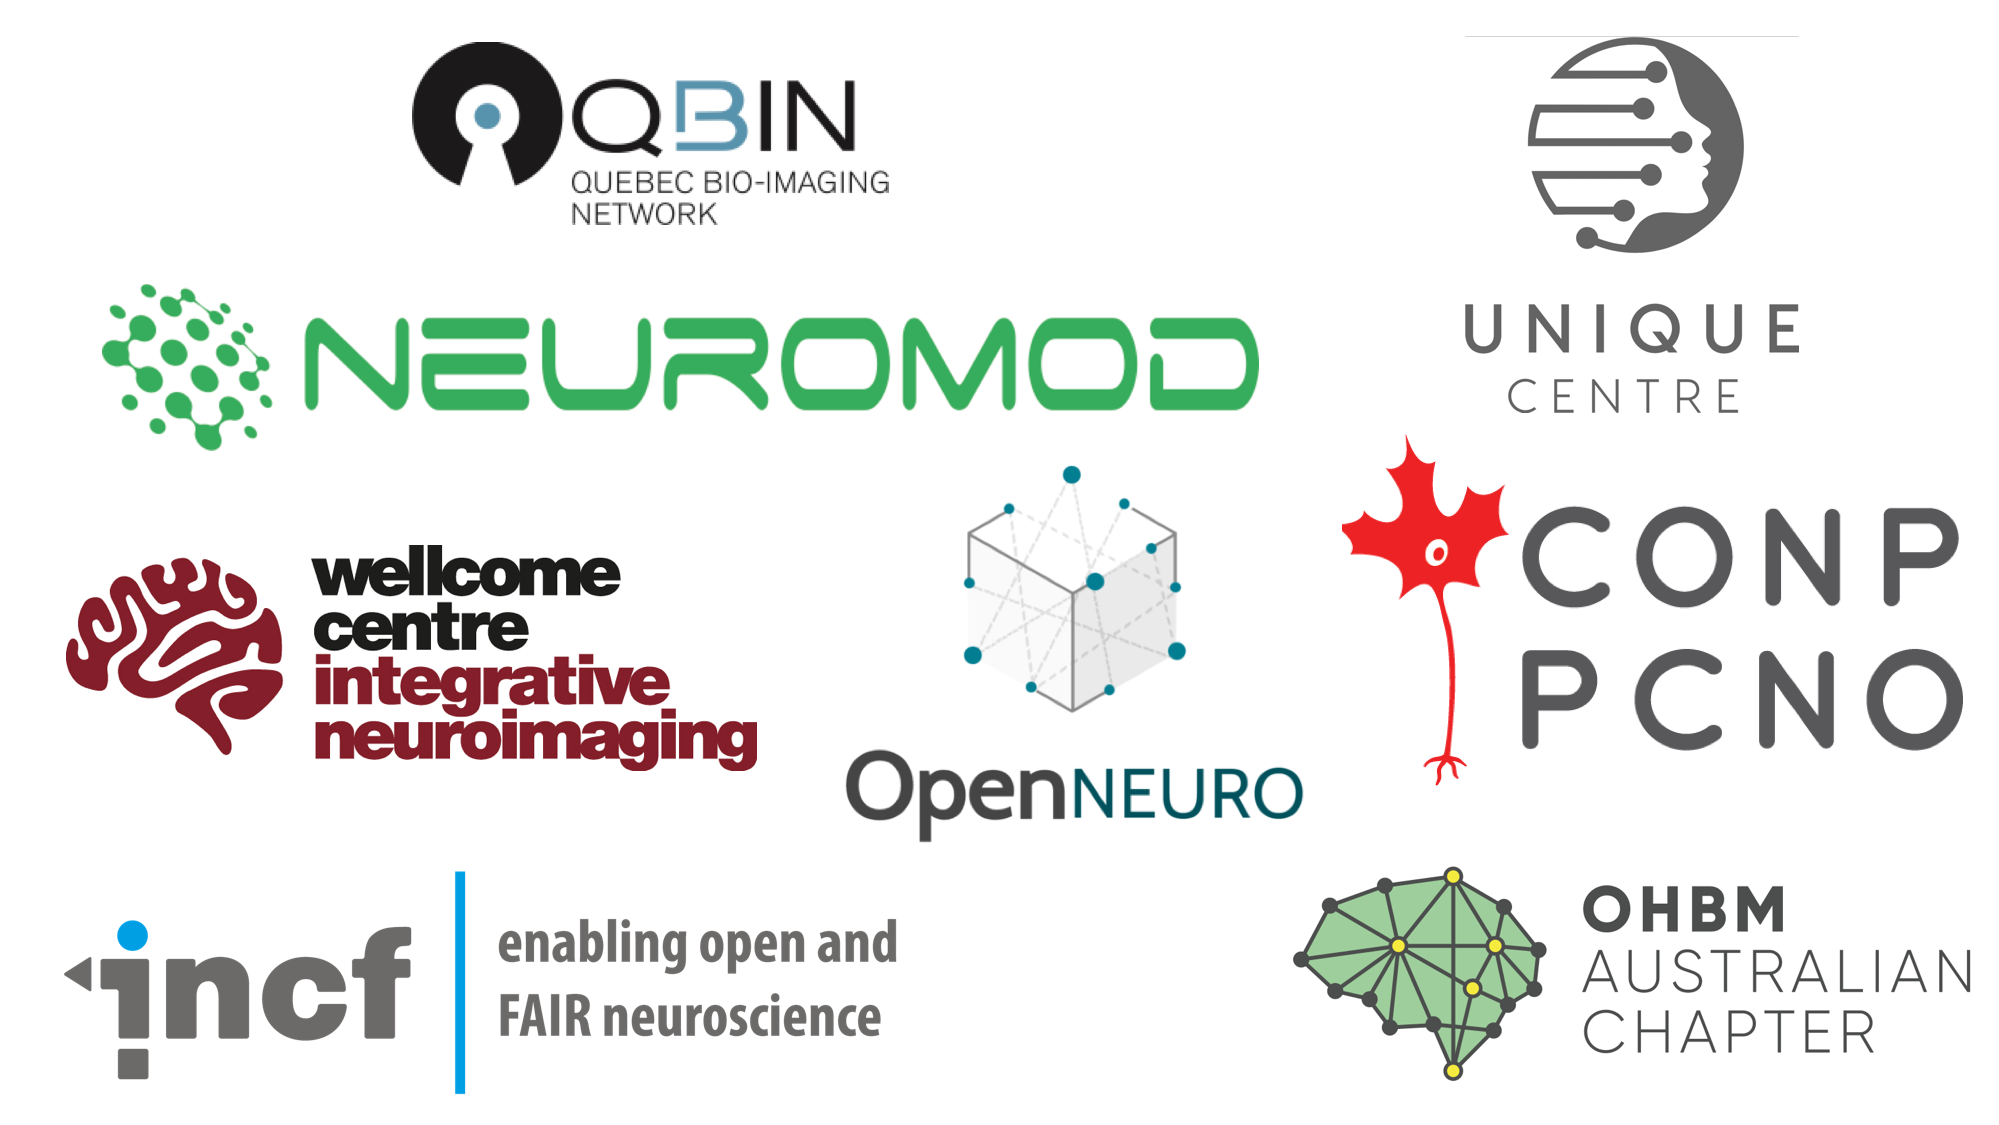 QBIN
QUEBEC BIO-IMAGING
NETWORK
UNIQUE
CENTRE
NEUROMOD
wellcome
centre
integrative
neuroimaging
OpenNEURO
CONP
PCNO
incf
enabling open and
FAIR neuroscience
OHBM
AUSTRALIAN
CHAPTER